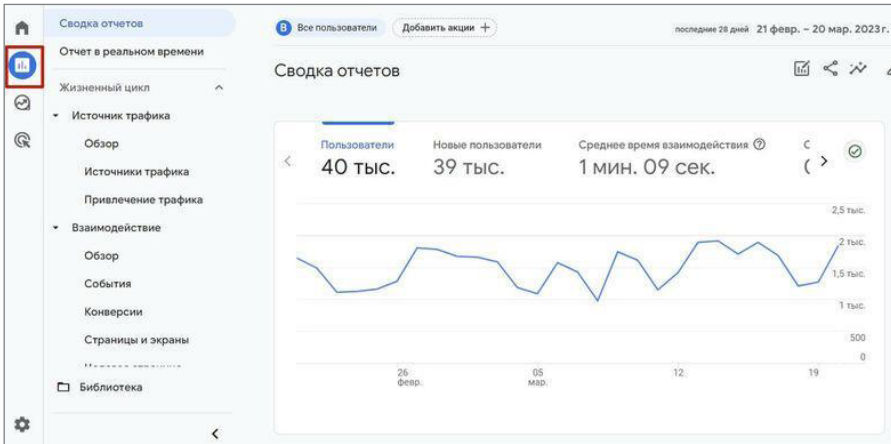 Сводка отчетов
Отчет в реальном времени
Жизненный цикл
Источник трафика
Обзор
Источники трафика
Привлечение трафика
Взаимодействие
Обзор
События
Конверсии
Страницы и экраны
Библиотека
B Все пользователи Добавить акции + последние 28 дней 21 февр. – 20 мар. 2023 г.
Сводка отчетов
Пользователи Новые пользователи Среднее время взаимодействия
40 тыс. 39 тыс. 1 мин. 09 сек.
2,5 тыс.
2 тыс.
1,5 тыс.
1 тыс.
500
0
26 февр. 05 мар. 12 19